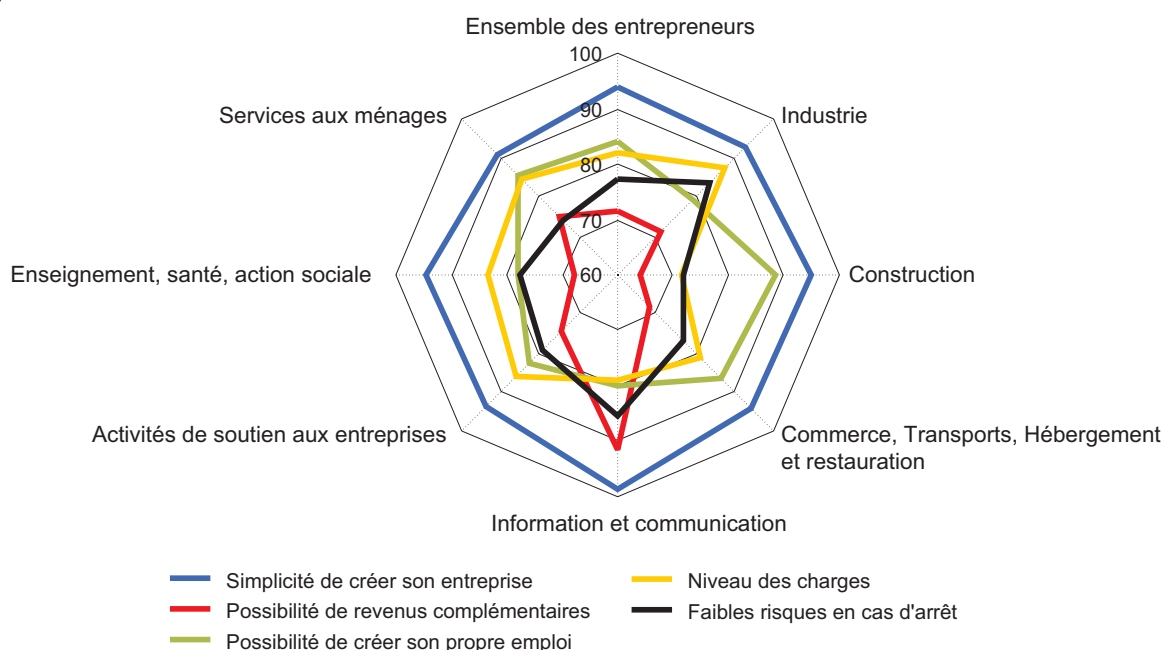 Ensemble des entrepreneurs
100
Services aux ménages
Industrie
90
80
70
Enseignement, santé, action sociale
60
Construction
Activités de soutien aux entreprises
Commerce, Transports, Hébergement
et restauration
Information et communication
Simplicité de créer son entreprise
Niveau des charges
Possibilité de revenus complémentaires
Faibles risques en cas d'arrêt
Possibilité de créer son propre emploi